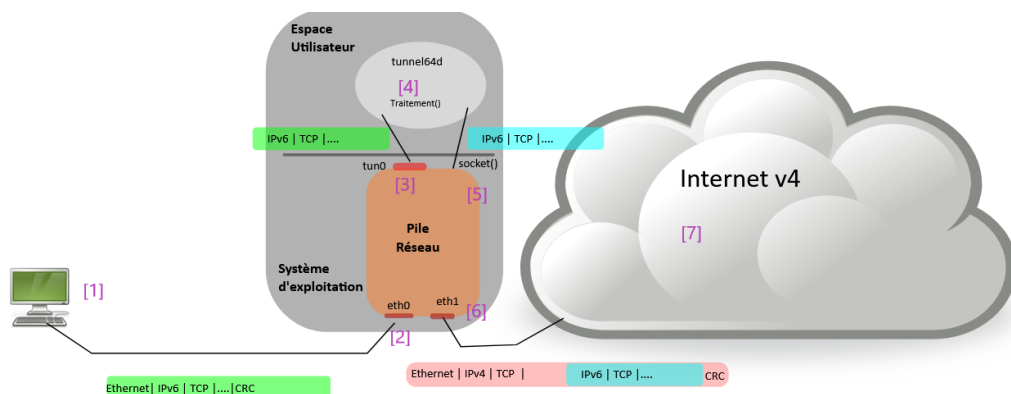 Espace
Utilisateur
tunnel64d
[4]
Traitement()
IPv6 | TCP |....
IPv6 | TCP |....
tun0
socket()
[3]
[5]
Pile
Réseau
Système
d'exploitation
eth0
eth1
[6]
[2]
[1]
Internet v4
[7]
Ethernet| IPv6 | TCP |....|CRC
Ethernet | IPv4 | TCP |
IPv6 | TCP |....
CRC